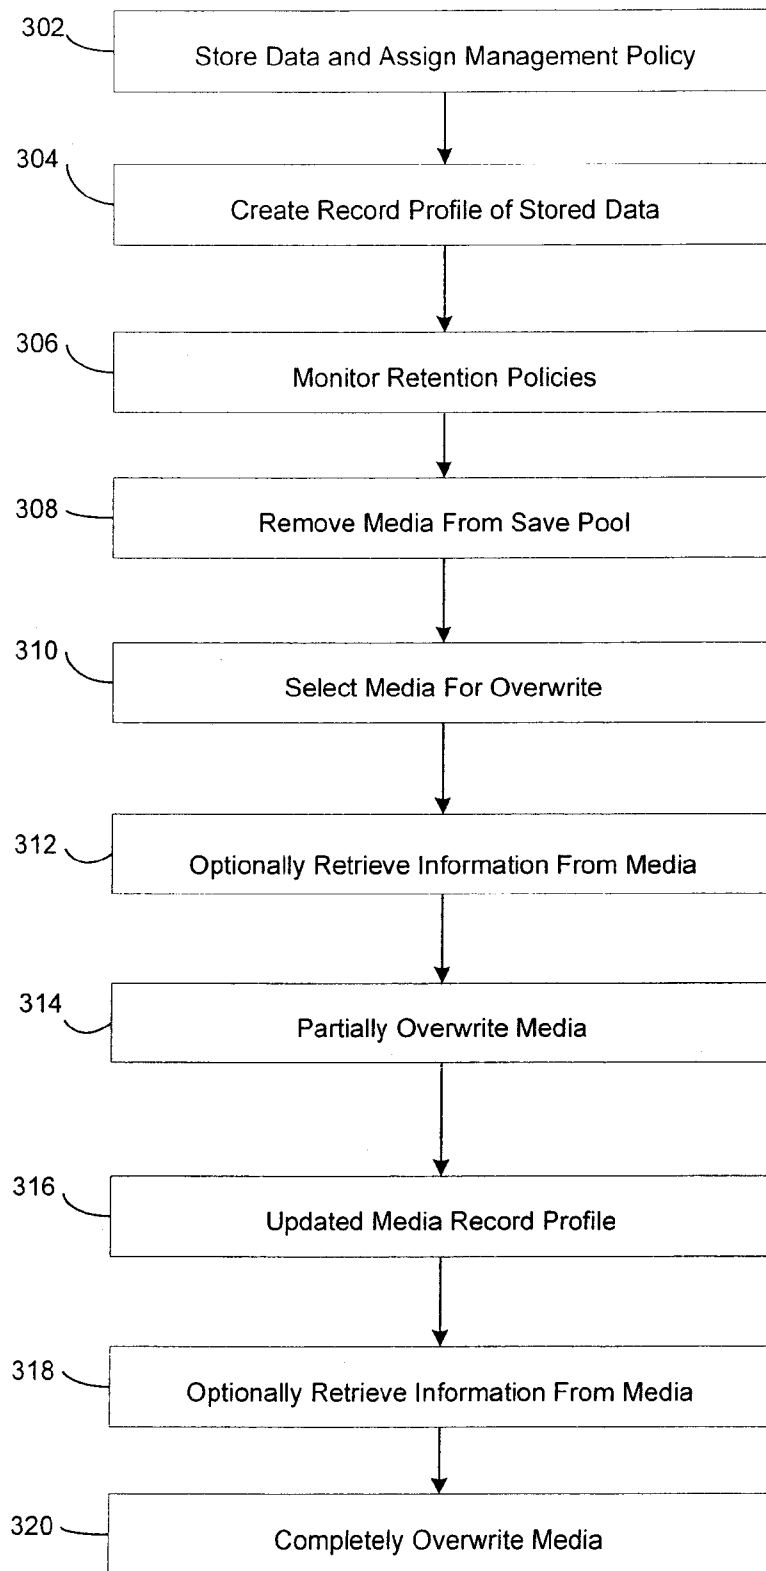 302
Store Data and Assign Management Policy
304
Create Record Profile of Stored Data
306
Monitor Retention Policies
308
Remove Media From Save Pool
310
Select Media For Overwrite
312
Optionally Retrieve Information From Media
314
Partially Overwrite Media
316
Updated Media Record Profile
318
Optionally Retrieve Information From Media
320
Completely Overwrite Media